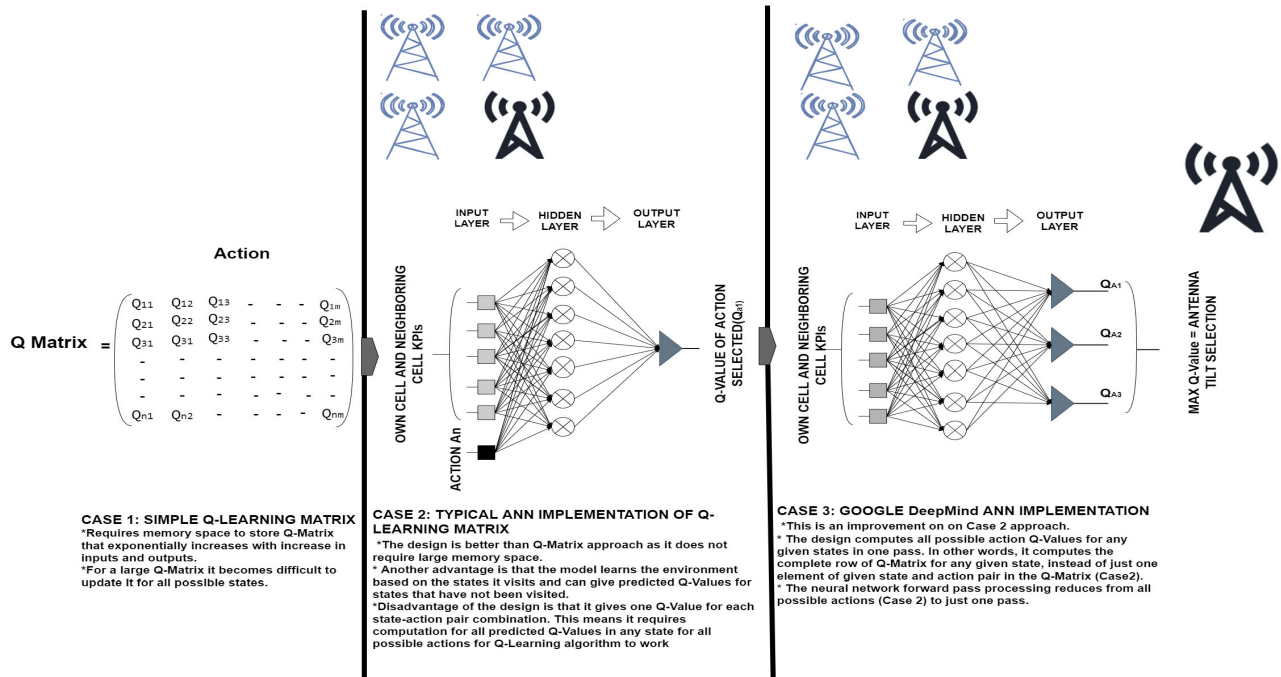 Action
Q Matrix =
Q11 Q12 Q13 - - - Q1m
Q21 Q22 Q23 - - - Q2m
Q31 Q31 Q33 - - - Q3m
- - - - - - -
- - - - - - -
- - - - - - -
Qn1 Qn2 - - - - Qnm
CASE 1: SIMPLE Q-LEARNING MATRIX
*Requires memory space to store Q-Matrix
that exponentially increases with increase in
inputs and outputs.
*For a large Q-Matrix it becomes difficult to
update It for all possible states.
INPUT
LAYER
HIDDEN
LAYER
OUTPUT
LAYER
OWN CELL AND NEIGHBORING
CELL KPIs
ACTION An
Q-VALUE OF ACTION
SELECTED(Qa1)
CASE 2: TYPICAL ANN IMPLEMENTATION OF Q-
LEARNING MATRIX
*The design is better than Q-Matrix approach as it does not
require large memory space.
* Another advantage is that the model learns the environment
based on the states it visits and can give predicted Q-Values for
states that have not been visited.
*Disadvantage of the design is that it gives one Q-Value for each
state-action pair combination. This means it requires
computation for all predicted Q-Values in any state for all
possible actions for Q-Learning algorithm to work
INPUT
LAYER
HIDDEN
LAYER
OUTPUT
LAYER
OWN CELL AND NEIGHBORING
CELL KPIs
QA1
QA2
QA3
MAX Q-Value = ANTENNA
TILT SELECTION
CASE 3: GOOGLE DeepMind ANN IMPLEMENTATION
*This is an improvement on on Case 2 approach.
* The design computes all possible action Q-Values for any
given states in one pass. In other words, it computes the
complete row of Q-Matrix for any given state, instead of just one
element of given state and action pair in the Q-Matrix (Case2).
* The neural network forward pass processing reduces from all
possible actions (Case 2) to just one pass.